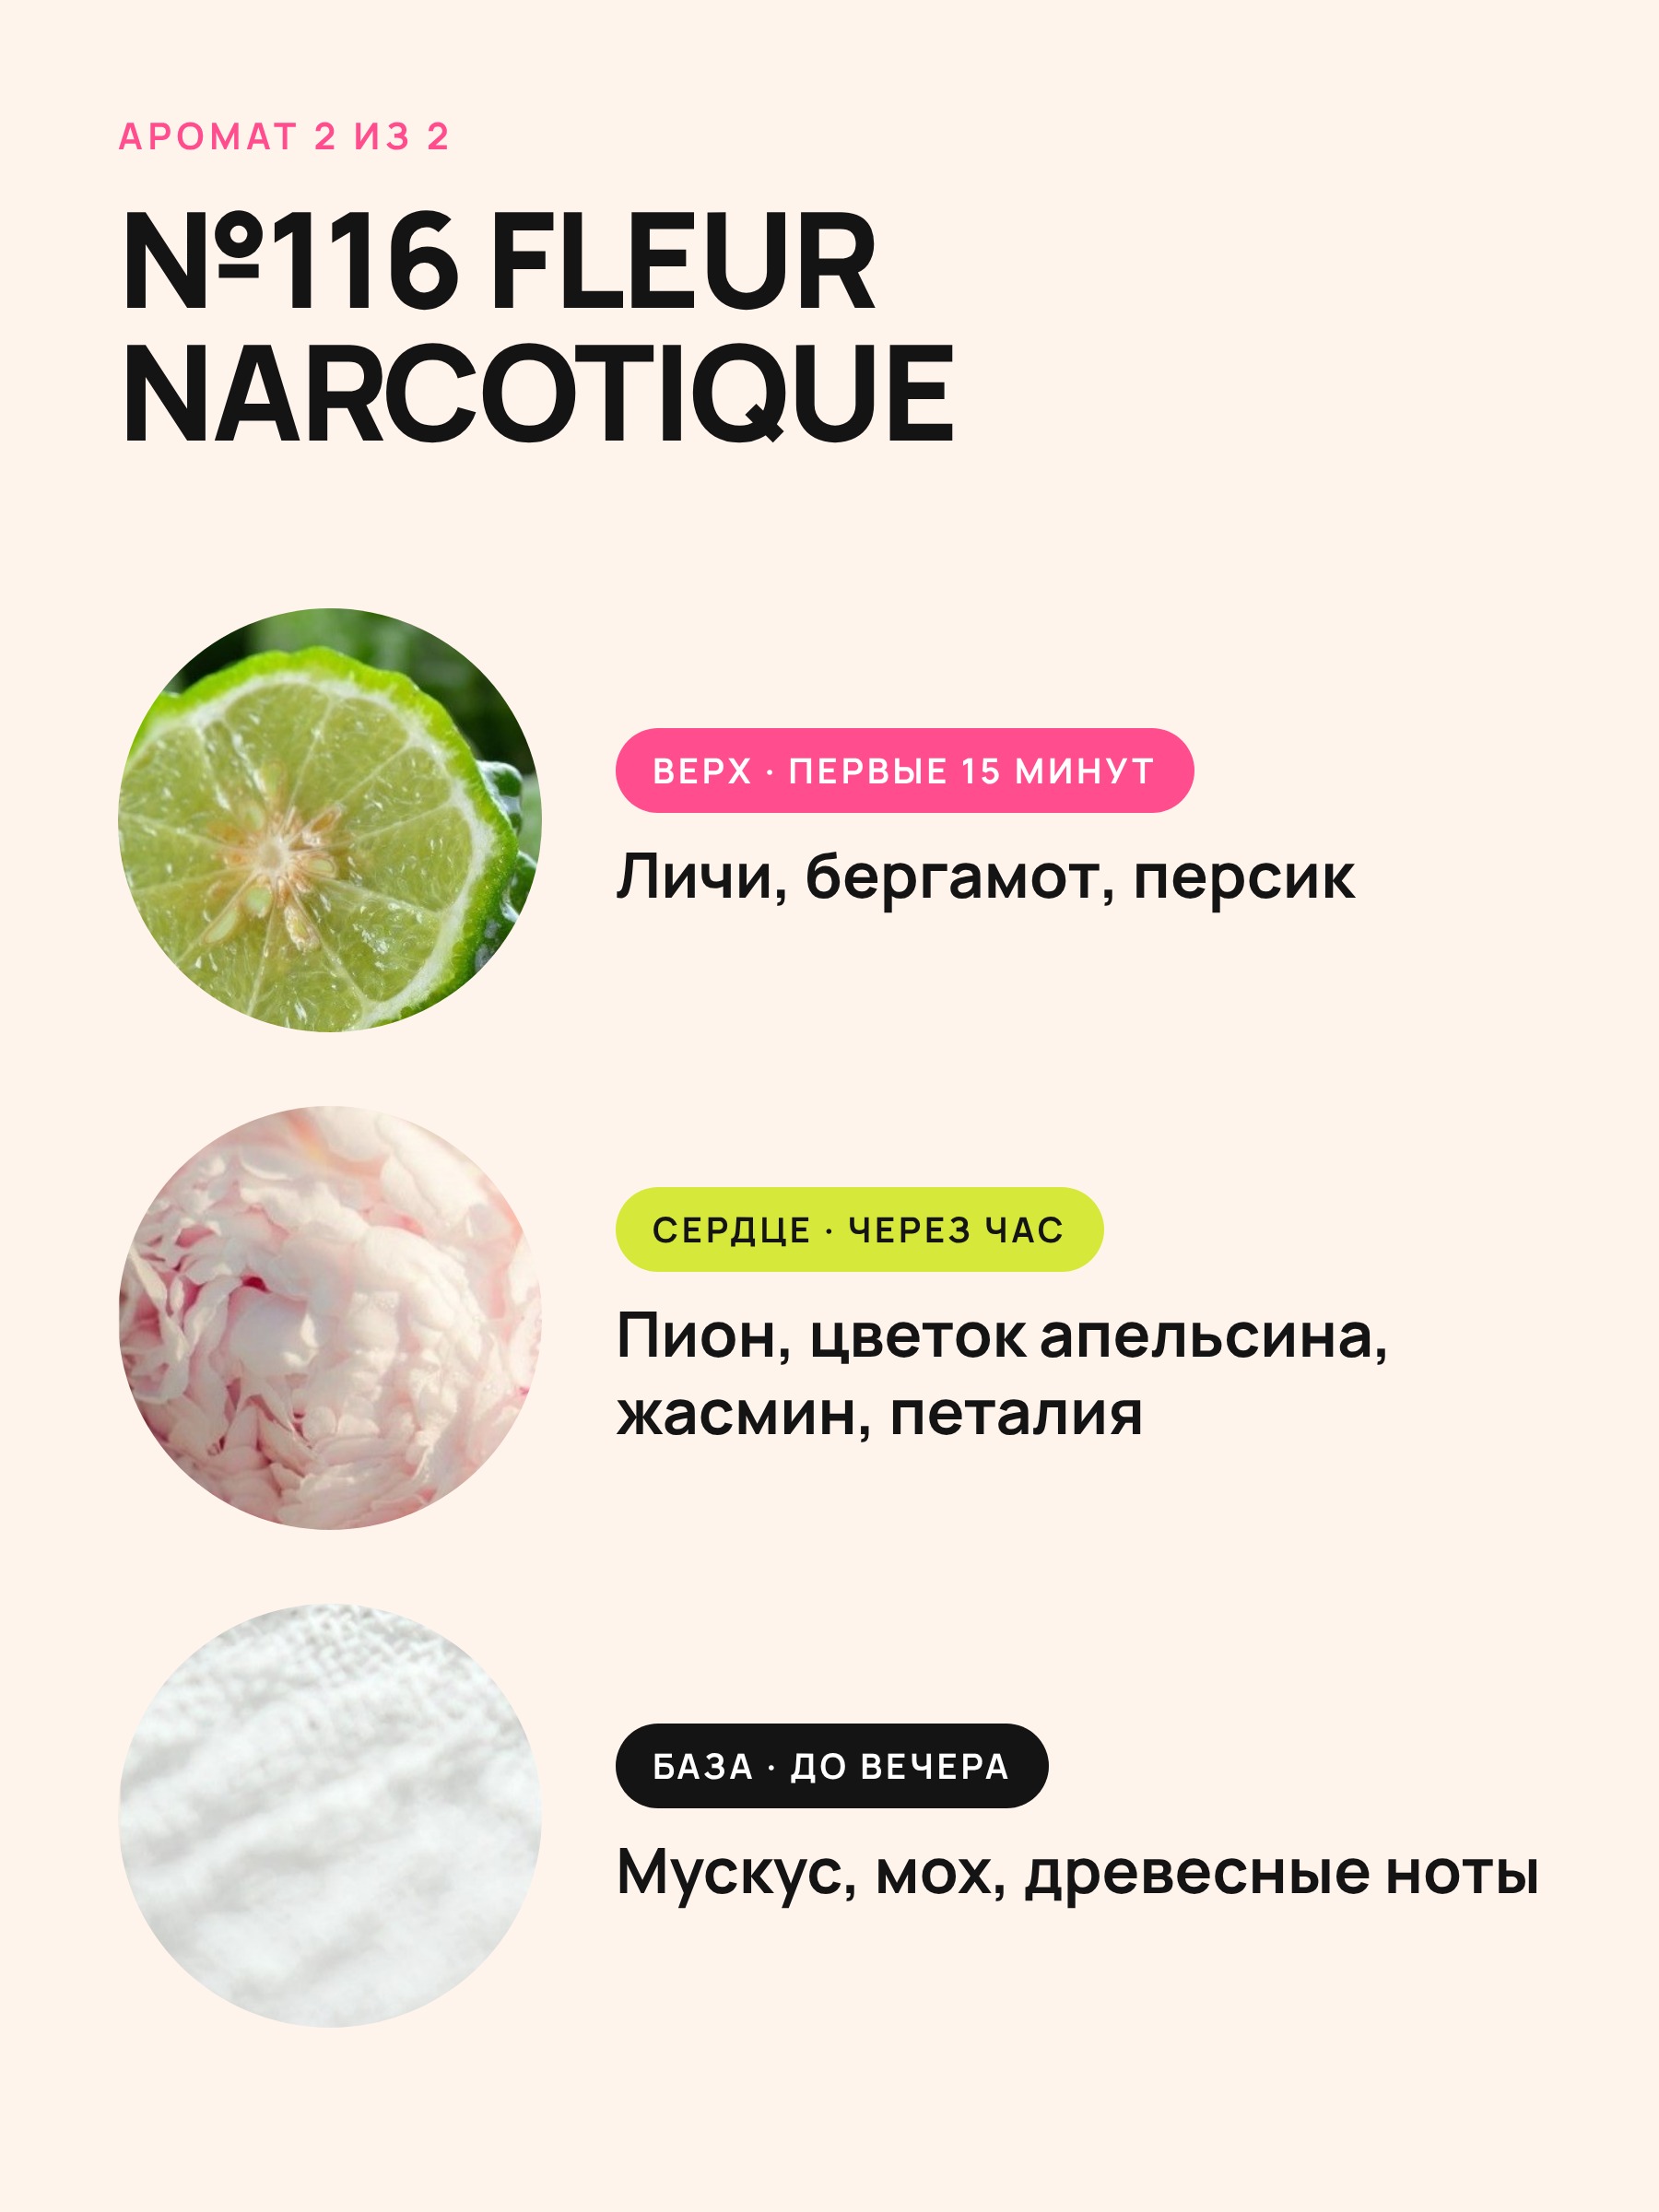 АРОМАТ 2 ИЗ 2
№116 FLEUR
NARCOTIQUE
ВЕРХ · ПЕРВЫЕ 15 МИНУТ
Личи, бергамот, персик
СЕРДЦЕ · ЧЕРЕЗ ЧАС
Пион, цветок апельсина,
жасмин, петалия
БАЗА · ДО ВЕЧЕРА
Мускус, мох, древесные ноты